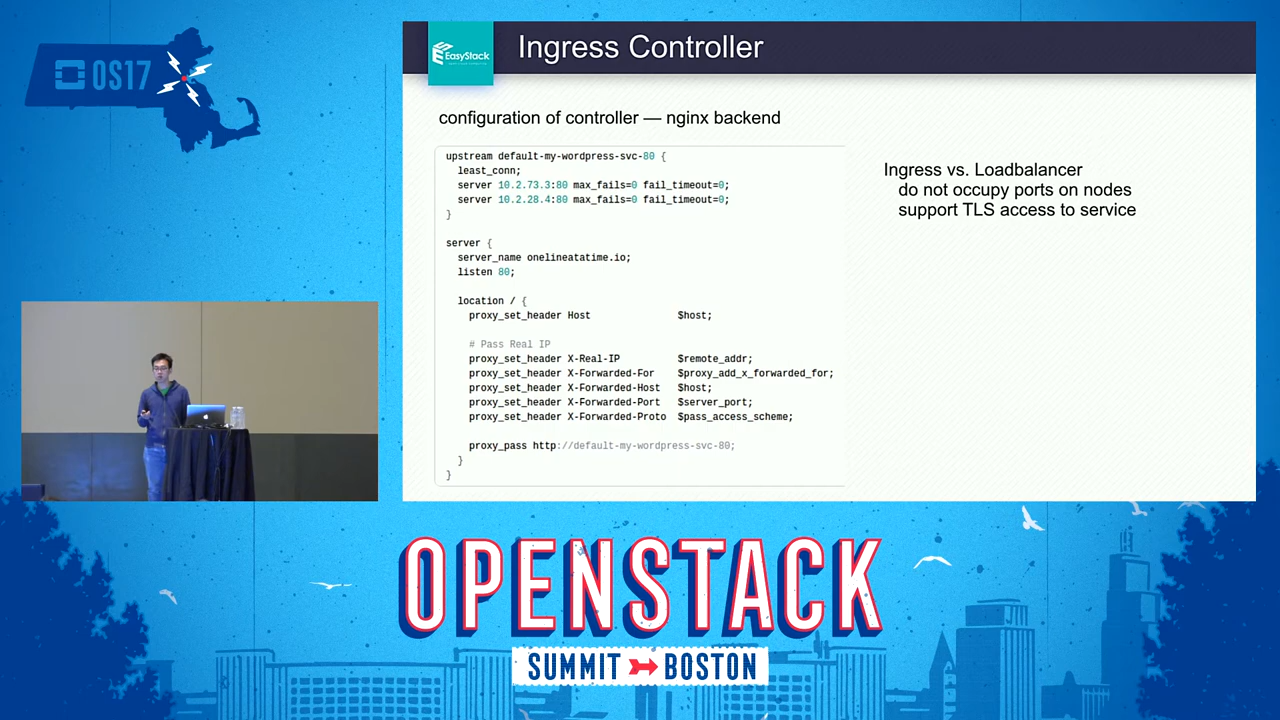 OS17
EasyStack
Ingress Controller
configuration of controller — nginx backend
upstream default-my-wordpress-svc-80 {
least_conn;
server 10.2.73.3:80 max_fails=0 fail_timeout=0;
server 10.2.28.4:80 max_fails=0 fail_timeout=0;
}
server {
server_name onelineatatime.io;
listen 80;
location / {
proxy_set_header Host $host;
# Pass Real IP
proxy_set_header X-Real-IP $remote_addr;
proxy_set_header X-Forwarded-For $proxy_add_x_forwarded_for;
proxy_set_header X-Forwarded-Host $host;
proxy_set_header X-Forwarded-Port $server_port;
proxy_set_header X-Forwarded-Proto $pass_access_scheme;
proxy_pass http://default-my-wordpress-svc-80;
}
}
Ingress vs. Loadbalancer
do not occupy ports on nodes
support TLS access to service
OPENSTACK
SUMMIT BOSTON